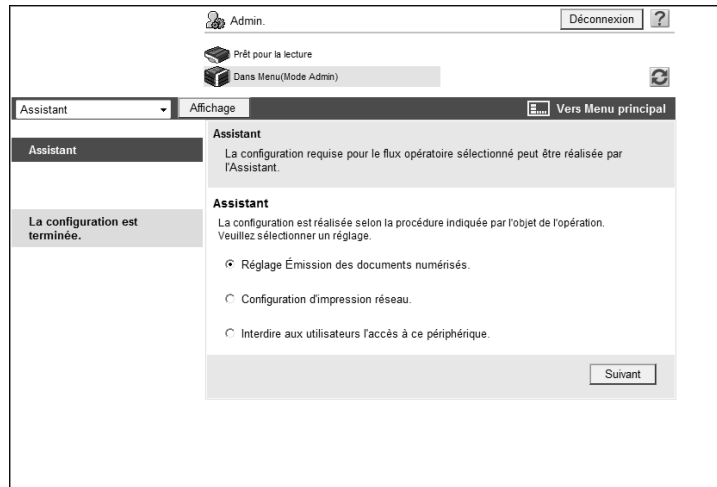 Admin.
Déconnexion
?
Prêt pour la lecture
Dans Menu(Mode Admin)
Assistant
Affichage
Vers Menu principal
Assistant
La configuration est
terminée.
Assistant
La configuration requise pour le flux opératoire sélectionné peut être réalisée par
l'Assistant.
Assistant
La configuration est réalisée selon la procédure indiquée par l'objet de l'opération.
Veuillez sélectionner un réglage.
Réglage Émission des documents numérisés.
Configuration d'impression réseau.
Interdire aux utilisateurs l'accès à ce périphérique.
Suivant